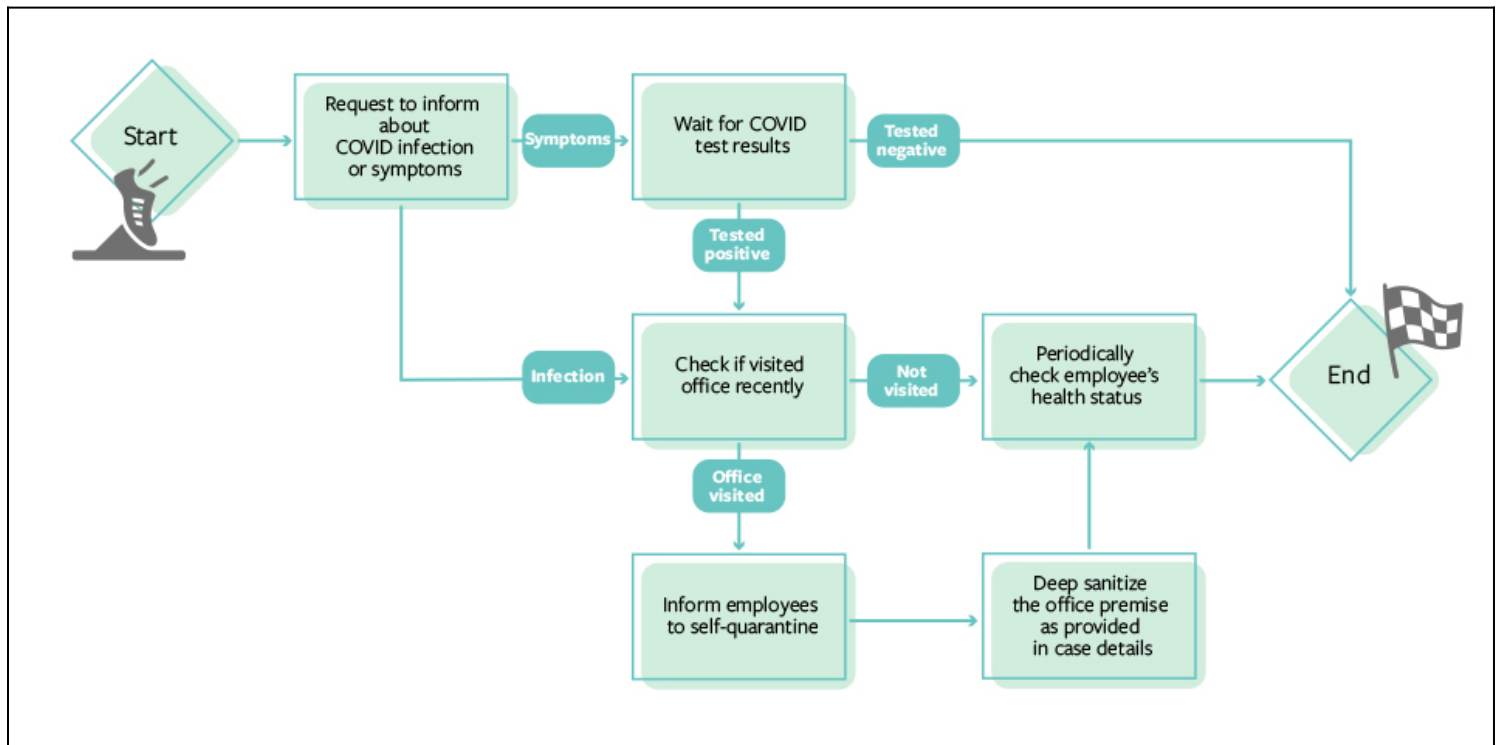 Start
Request to inform
about
COVID infection
or symptoms
Symptoms
Wait for COVID
test results
Tested
negative
Tested
positive
Infection
Check if visited
office recently
Not
visited
Periodically
check employee's
health status
End
Office
visited
Inform employees
to self-quarantine
Deep sanitize
the office premise
as provided
in case details